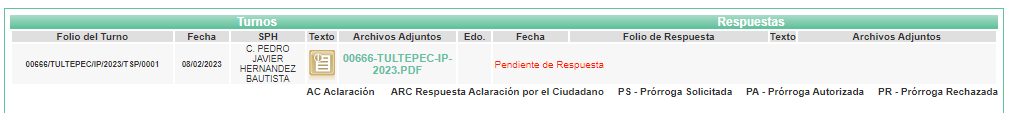 Turnos Respuestas
Folio del Turno Fecha SPH Texto Archivos Adjuntos Edo. Fecha Folio de Respuesta Texto Archivos Adjuntos
00666/TULTEPEC/IP/2023/TSP/0001 08/02/2023 C. PEDRO JAVIER HERNANDEZ BAUTISTA 00666-TULTEPEC-IP-2023.PDF Pendiente de Respuesta
AC Aclaración ARC Respuesta Aclaración por el Ciudadano PS - Prórroga Solicitada PA - Prórroga Autorizada PR - Prórroga Rechazada